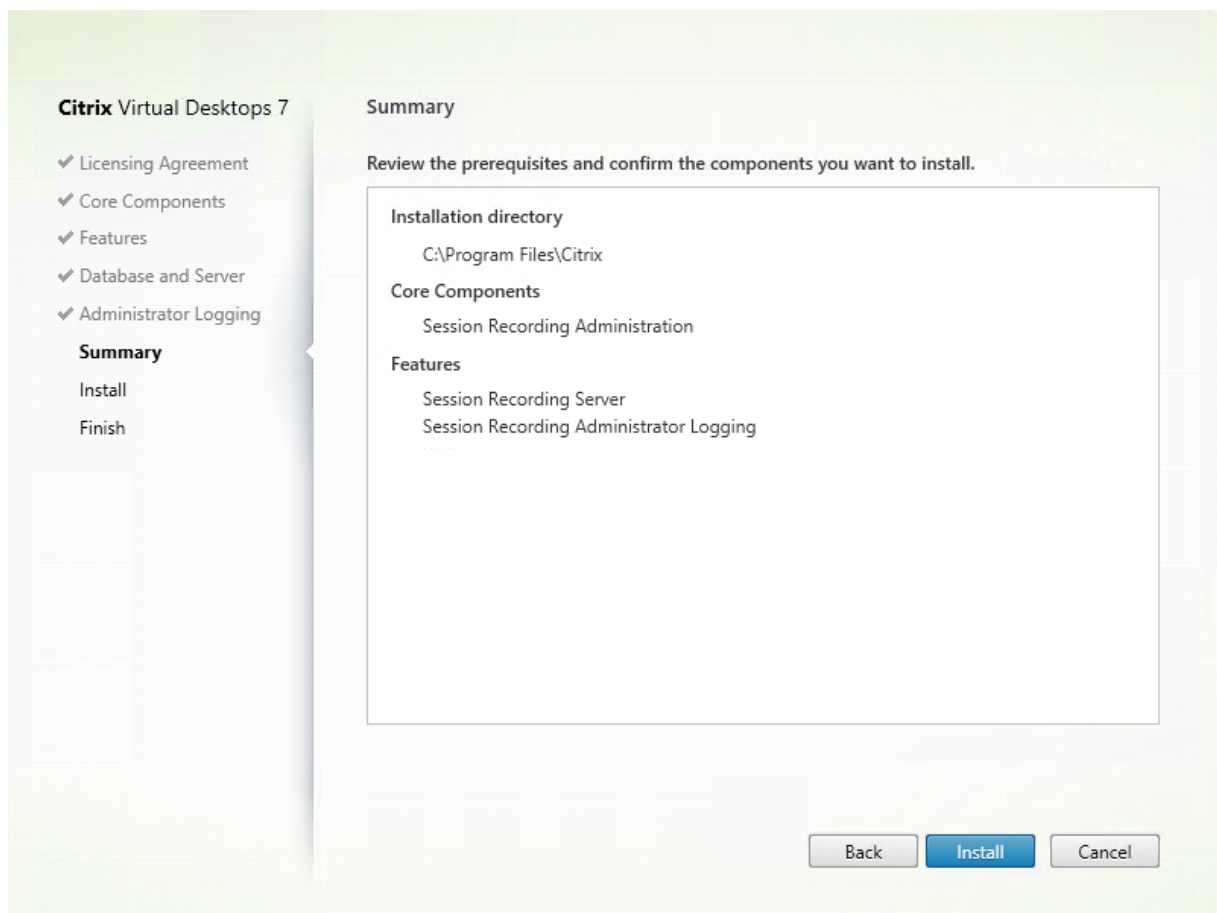 Citrix Virtual Desktops 7
✔ Licensing Agreement
✔ Core Components
✔ Features
✔ Database and Server
✔ Administrator Logging
Summary
Install
Finish
Summary
Review the prerequisites and confirm the components you want to install.
Installation directory
C:\Program Files\Citrix
Core Components
Session Recording Administration
Features
Session Recording Server
Session Recording Administrator Logging
Back
Install
Cancel